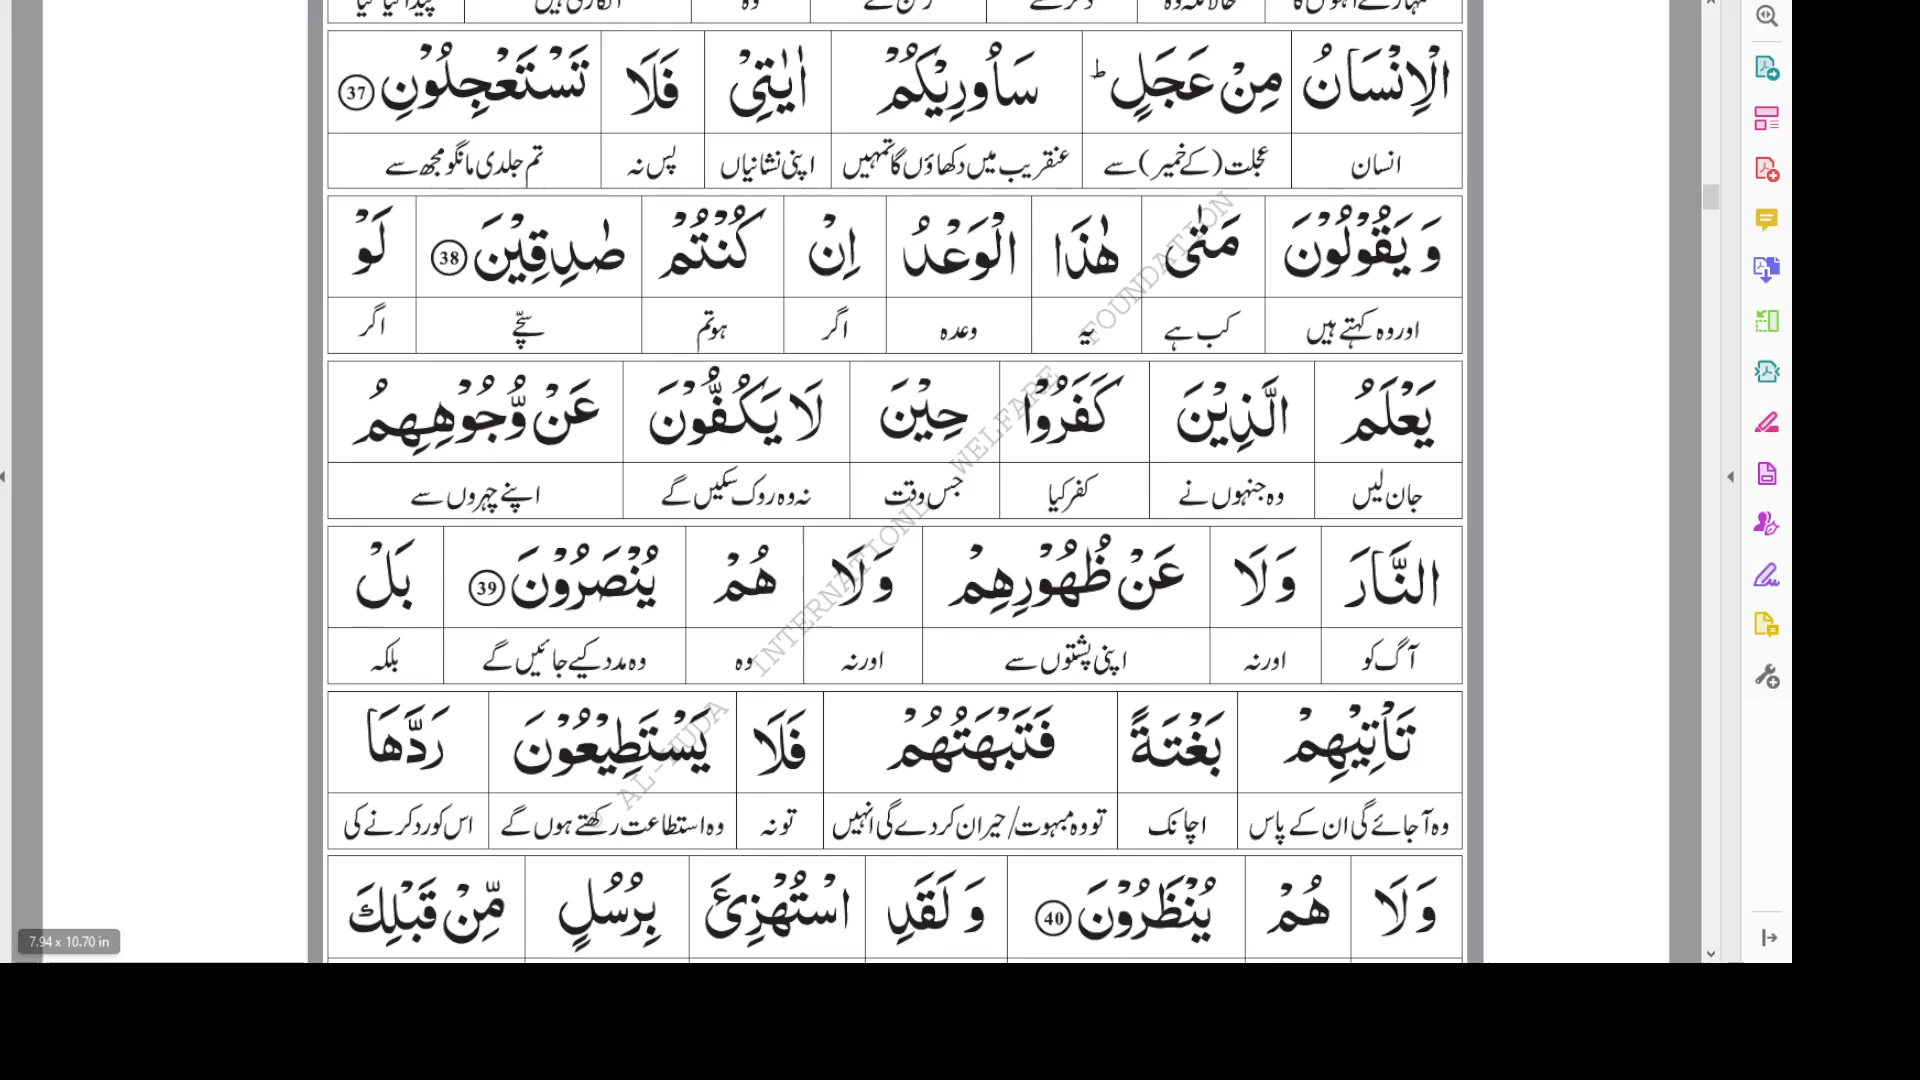 الْاِنْسَانُ مِنْ عَجَلٍ ؕ سَاُورِيْكُمْ اٰيٰتِيْ فَلَا تَسْتَعْجِلُوْنِ 37
انسان عجلت (کے خمیر) سے عنقریب میں دکھاؤں گا تمہیں اپنی نشانیاں پس نہ تم جلدی مانگو مجھ سے
وَ يَقُوْلُوْنَ مَتٰى هٰذَا الْوَعْدُ اِنْ كُنْتُمْ صٰدِقِيْنَ 38 لَوْ
اور وہ کہتے ہیں کب ہے یہ وعدہ اگر ہو تم سچّے اگر
يَعْلَمُ الَّذِيْنَ كَفَرُوْا حِيْنَ لَا يَكُفُّوْنَ عَنْ وُّجُوْهِهِمُ
جان لیں وہ جنہوں نے کفر کیا جس وقت نہ وہ روک سکیں گے اپنے چہروں سے
النَّارَ وَ لَا عَنْ ظُهُوْرِهِمْ وَ لَا هُمْ يُنْصَرُوْنَ 39 بَلْ
آگ کو اور نہ اپنی پشتوں سے اور نہ وہ وہ مدد کیے جائیں گے بلکہ
تَاْتِيْهِمْ بَغْتَةً فَتَبْهَتُهُمْ فَلَا يَسْتَطِيْعُوْنَ رَدَّهَا
وہ آجائے گی ان کے پاس اچانک تو وہ مبہوت/حیران کردے گی انہیں تو نہ وہ استطاعت رکھتے ہوں گے اس کو رد کرنے کی
وَ لَا هُمْ يُنْظَرُوْنَ 40 وَ لَقَدِ اسْتُهْزِئَ بِرُسُلٍ مِّنْ قَبْلِكَ
AL-HUDA INTERNATIONAL WELFARE FOUNDATION
7.94 x 10.70 in